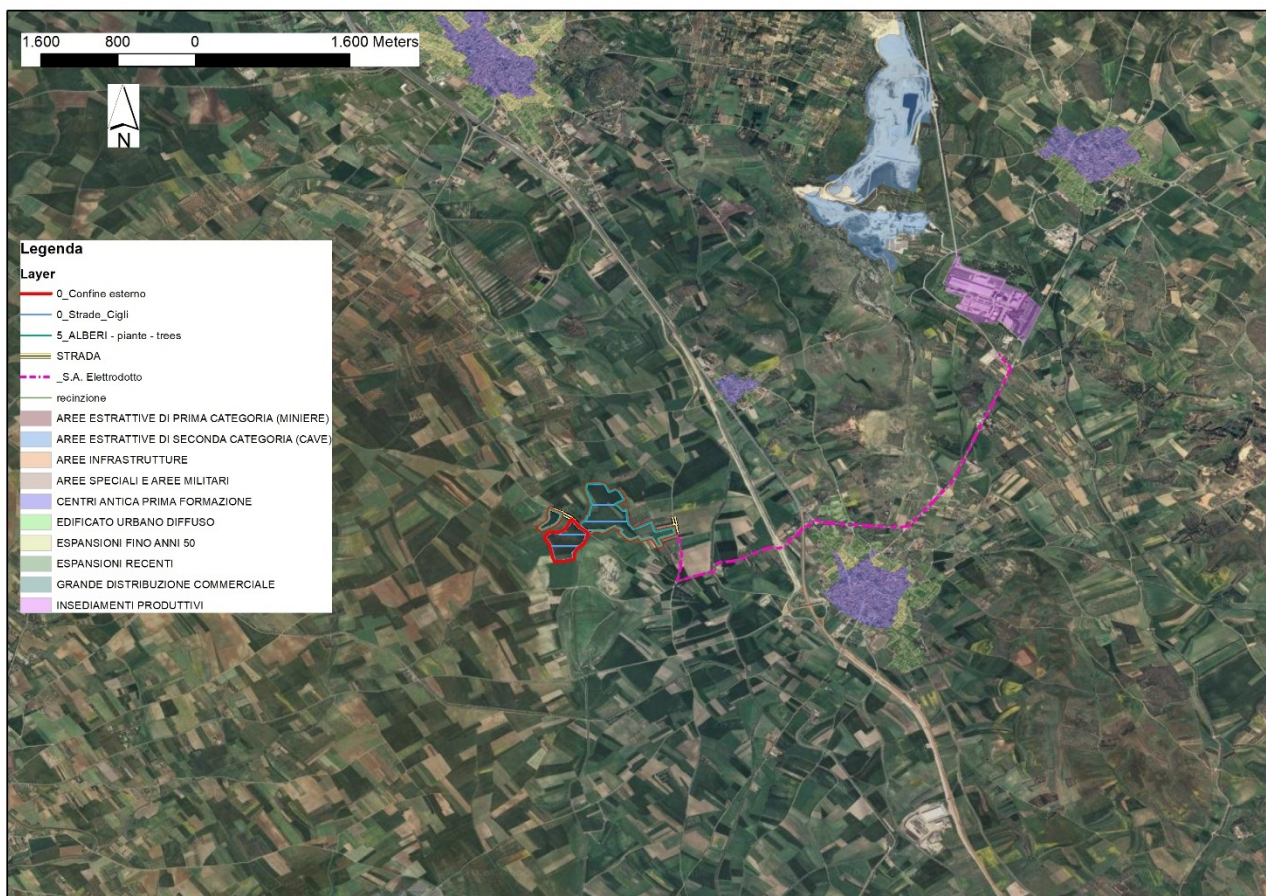 1.600 800 0 1.600 Meters
N
Legenda
Layer
0_Confine esterno
0_Strade_Cigli
5_ALBERI - piante - trees
STRADA
_S.A. Elettrodotto
recinzione
AREE ESTRATTIVE DI PRIMA CATEGORIA (MINIERE)
AREE ESTRATTIVE DI SECONDA CATEGORIA (CAVE)
AREE INFRASTRUTTURE
AREE SPECIALI E AREE MILITARI
CENTRI ANTICA PRIMA FORMAZIONE
EDIFICATO URBANO DIFFUSO
ESPANSIONI FINO ANNI 50
ESPANSIONI RECENTI
GRANDE DISTRIBUZIONE COMMERCIALE
INSEDIAMENTI PRODUTTIVI